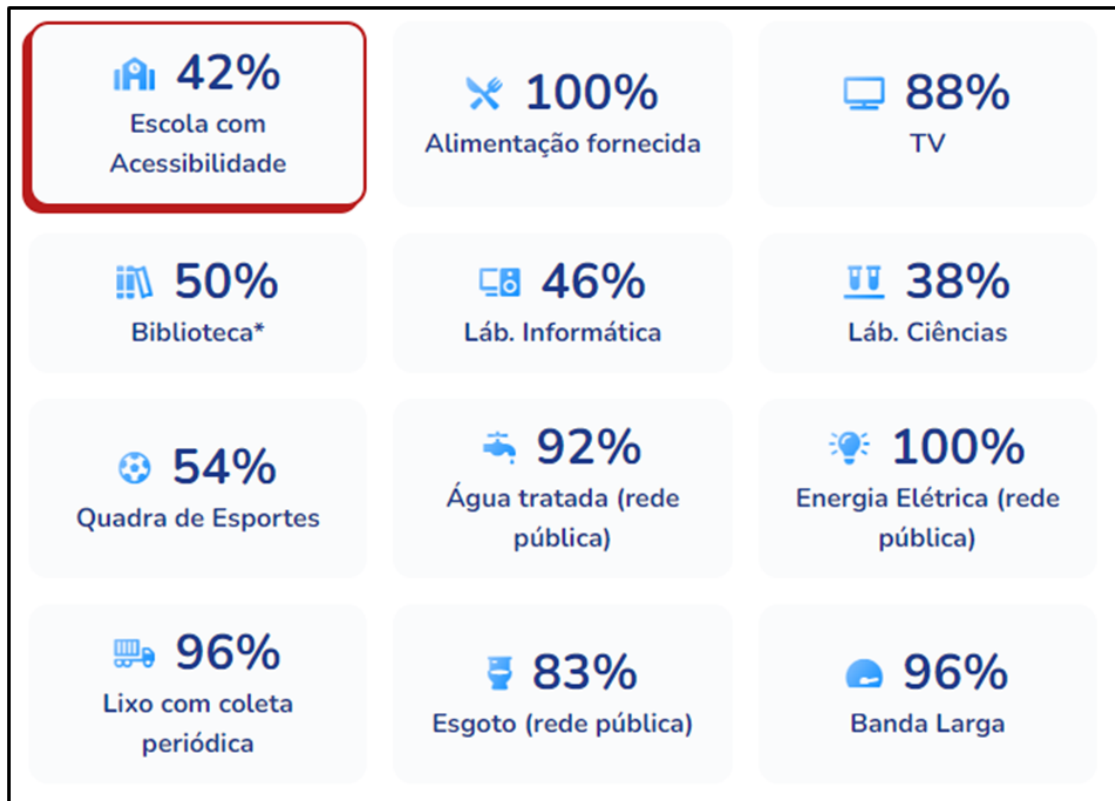 42%
Escola com
Acessibilidade
100%
Alimentação fornecida
88%
TV
50%
Biblioteca*
46%
Láb. Informática
38%
Láb. Ciências
54%
Quadra de Esportes
92%
Água tratada (rede
pública)
100%
Energia Elétrica (rede
pública)
96%
Lixo com coleta
periódica
83%
Esgoto (rede pública)
96%
Banda Larga